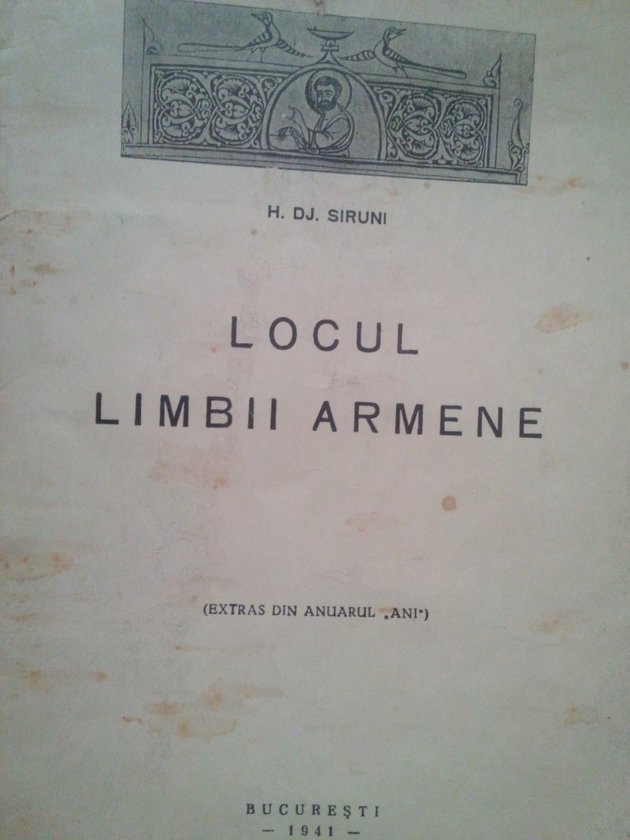 H. DJ. SIRUNI
LOCUL
LIMBII ARMENE
(EXTRAS DIN ANUARUL „ANI“)
BUCUREŞTI
— 1941 —